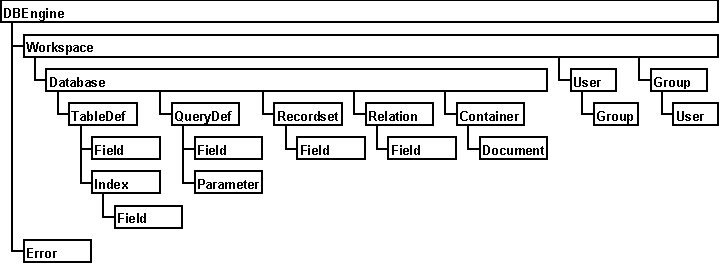 DBEngine
Workspace
Database User Group
TableDef QueryDef Recordset Relation Container Group User
Field Field Field Field Document
Index Parameter
Field
Error